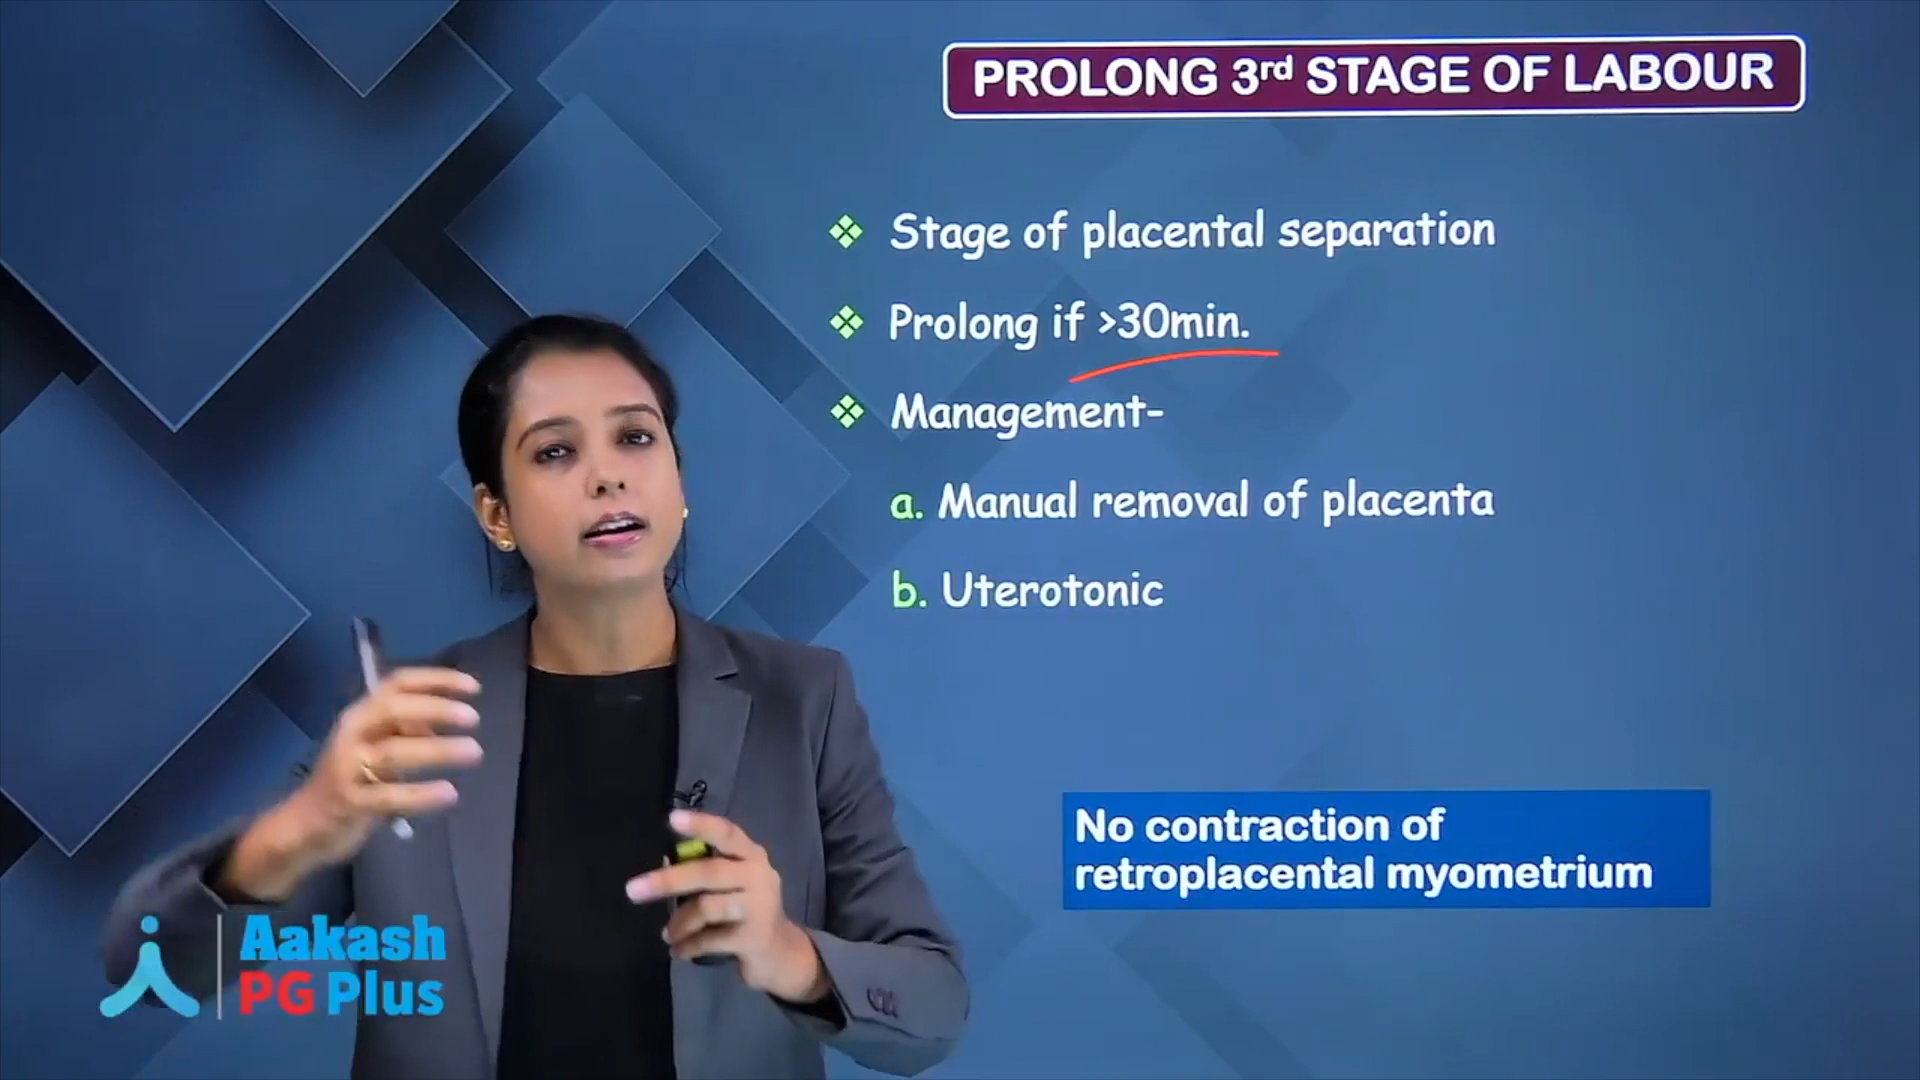 PROLONG 3rd STAGE OF LABOUR
❖ Stage of placental separation
❖ Prolong if >30min.
❖ Management-
a. Manual removal of placenta
b. Uterotonic
No contraction of
retroplacental myometrium
Aakash
PG Plus